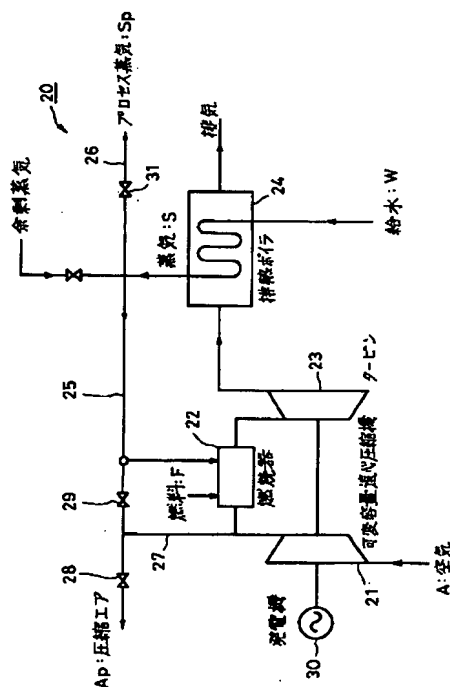 20
余剰蒸気
プロセス蒸気:Sp
26
31
排気
蒸気:S
24
排熱ボイラ
給水:W
25
23
タービン
22
燃料:F
燃焼器
29
27
可変容量遠心圧縮機
28
Ap:圧縮エア
発電機
30
21
A:空気